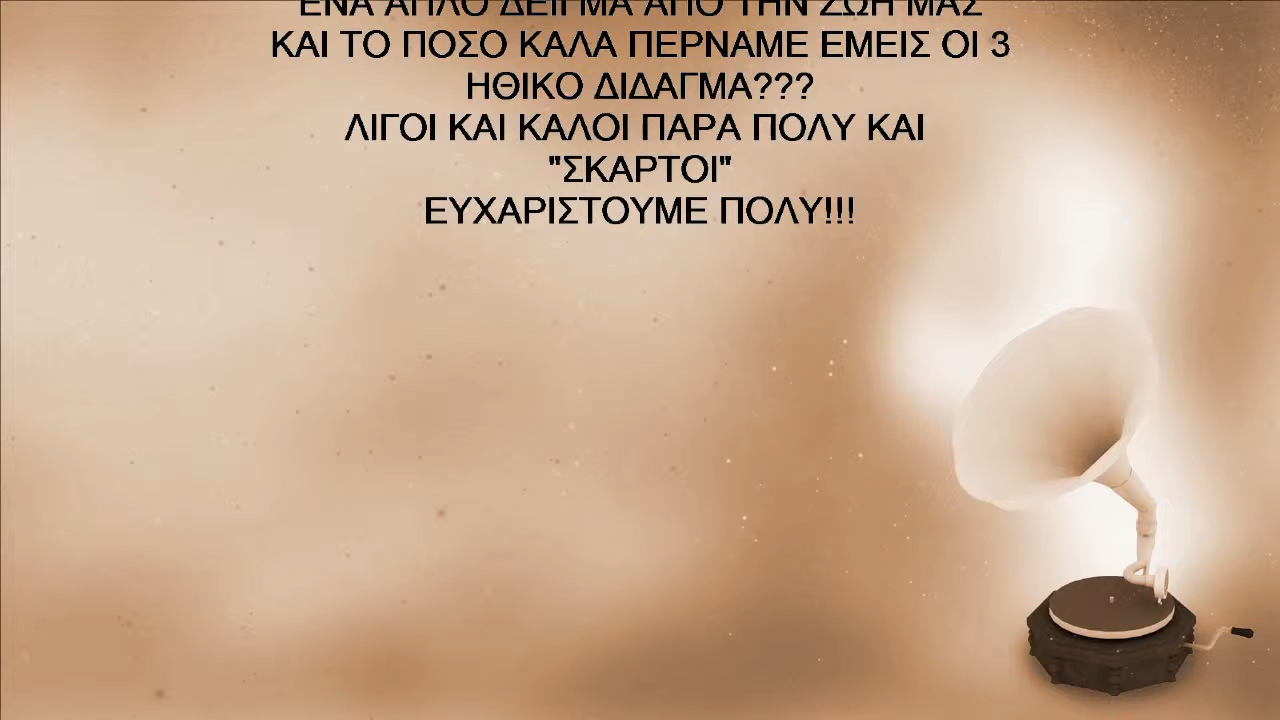 ΕΝΑ ΑΠΛΟ ΔΕΙΓΜΑ ΑΠΟ ΤΗΝ ΖΩΗ ΜΑΣ
ΚΑΙ ΤΟ ΠΟΣΟ ΚΑΛΑ ΠΕΡΝΑΜΕ ΕΜΕΙΣ ΟΙ 3
ΗΘΙΚΟ ΔΙΔΑΓΜΑ???
ΛΙΓΟΙ ΚΑΙ ΚΑΛΟΙ ΠΑΡΑ ΠΟΛΥ ΚΑΙ
"ΣΚΑΡΤΟΙ"
ΕΥΧΑΡΙΣΤΟΥΜΕ ΠΟΛΥ!!!